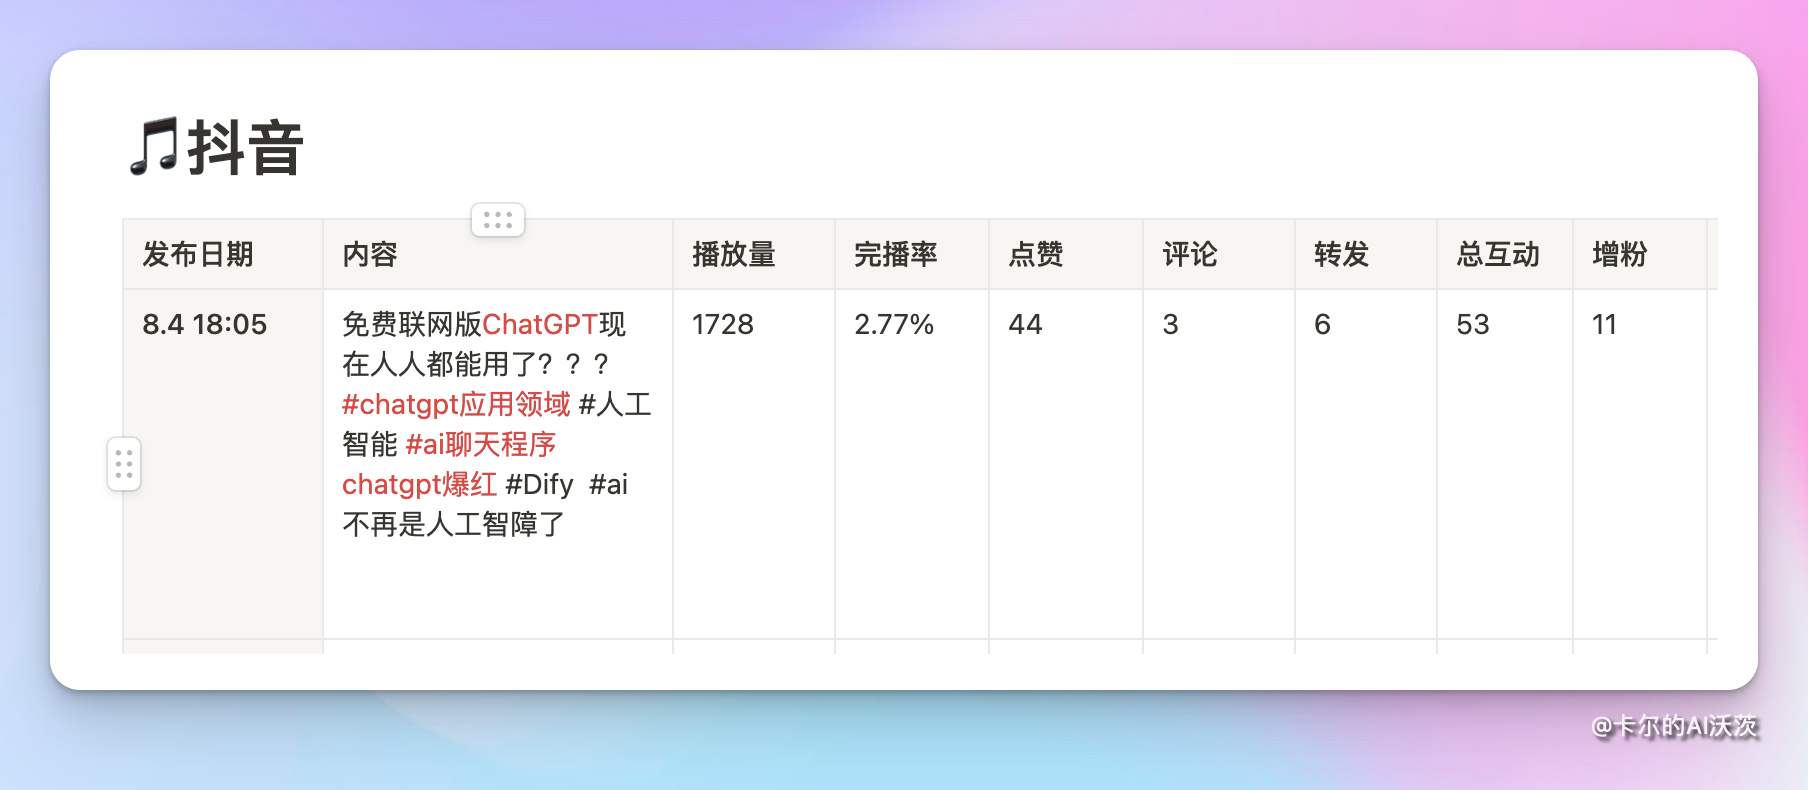 🎵抖音
发布日期 内容 播放量 完播率 点赞 评论 转发 总互动 增粉
8.4 18:05 免费联网版ChatGPT现 1728 2.77% 44 3 6 53 11
在人人都能用了？？？
#chatgpt应用领域 #人工
智能 #ai聊天程序
chatgpt爆红 #Dify #ai
不再是人工智障了
@卡尔的AI沃茨